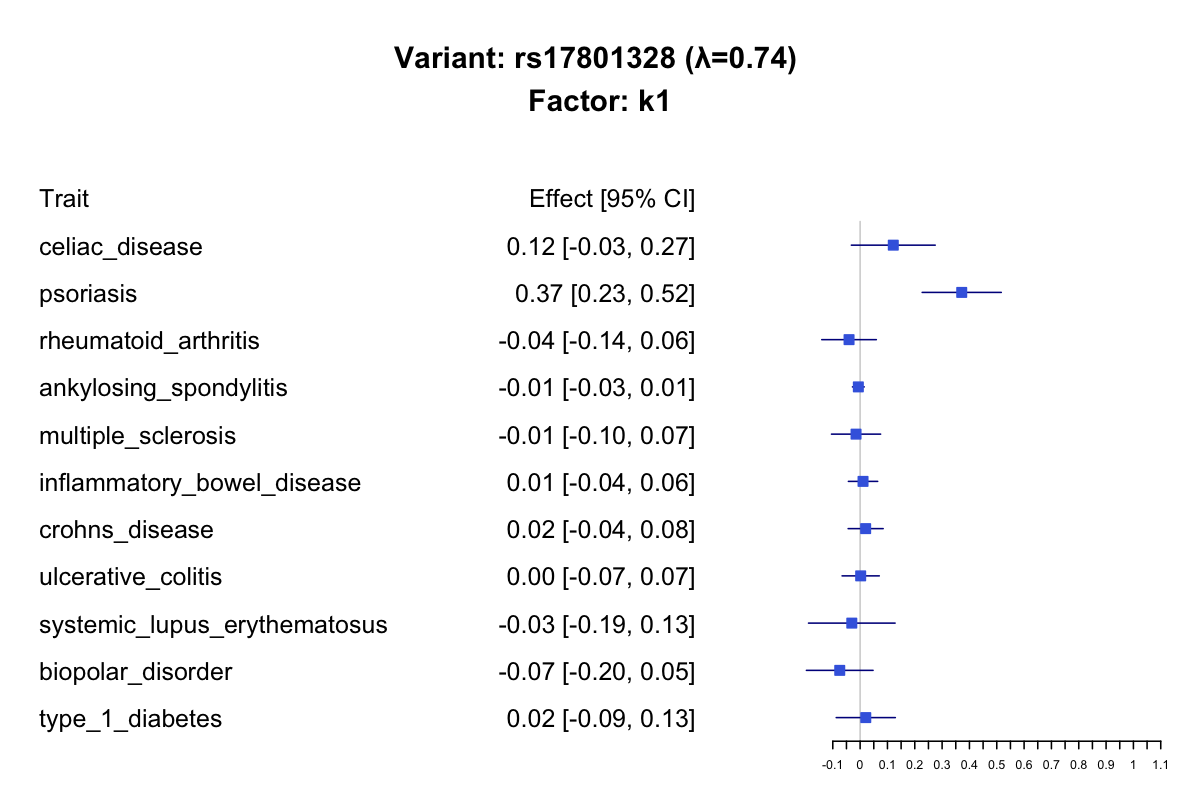 Variant: rs17801328 (λ=0.74)
Factor: k1
Trait Effect [95% CI]
celiac_disease 0.12 [-0.03, 0.27]
psoriasis 0.37 [0.23, 0.52]
rheumatoid_arthritis -0.04 [-0.14, 0.06]
ankylosing_spondylitis -0.01 [-0.03, 0.01]
multiple_sclerosis -0.01 [-0.10, 0.07]
inflammatory_bowel_disease 0.01 [-0.04, 0.06]
crohns_disease 0.02 [-0.04, 0.08]
ulcerative_colitis 0.00 [-0.07, 0.07]
systemic_lupus_erythematosus -0.03 [-0.19, 0.13]
biopolar_disorder -0.07 [-0.20, 0.05]
type_1_diabetes 0.02 [-0.09, 0.13]
-0.1 0 0.1 0.2 0.3 0.4 0.5 0.6 0.7 0.8 0.9 1 1.1